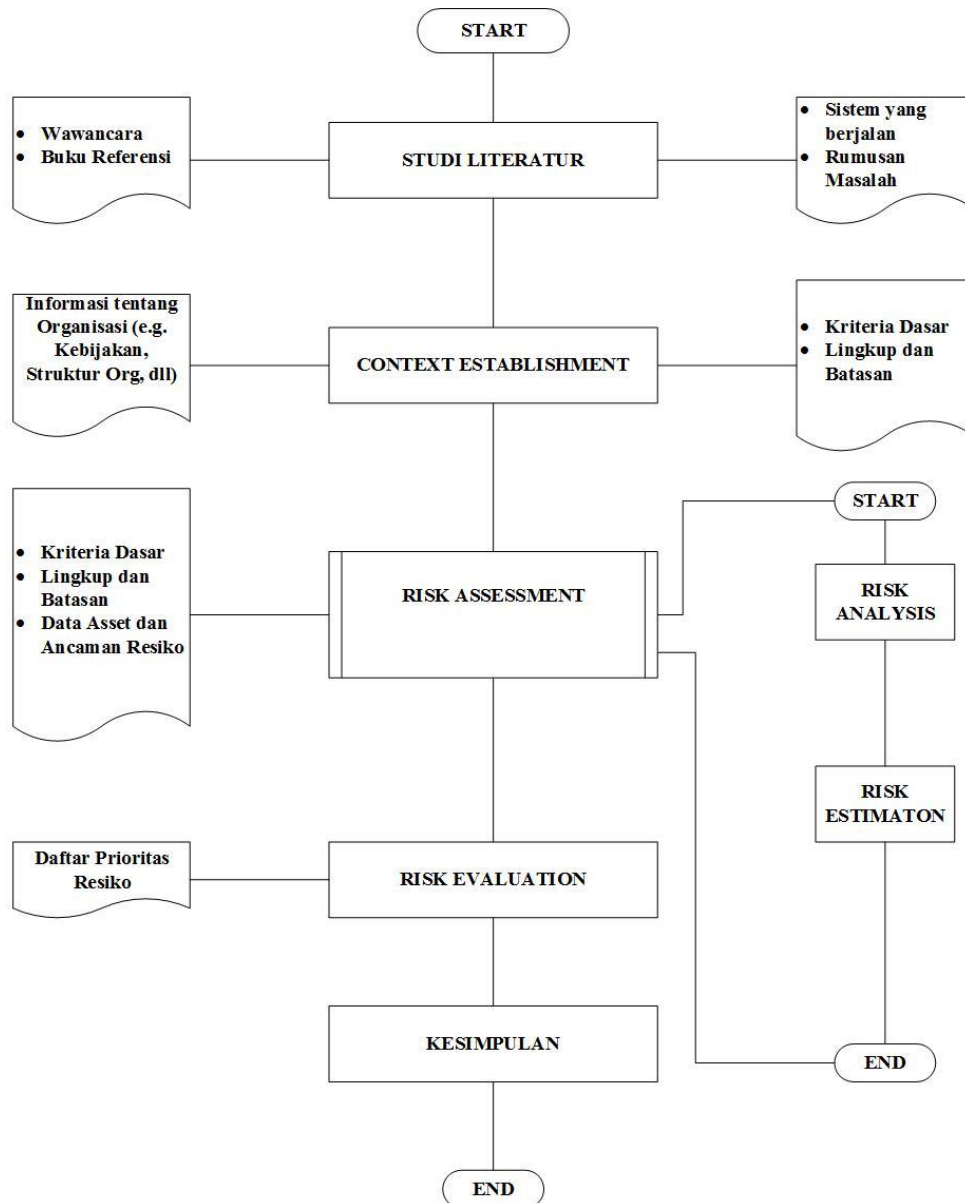 START
• Wawancara
• Buku Referensi
STUDI LITERATUR
• Sistem yang
berjalan
• Rumusan
Masalah
Informasi tentang
Organisasi (e.g.
Kebijakan,
Struktur Org, dll)
CONTEXT ESTABLISHMENT
• Kriteria Dasar
• Lingkup dan
Batasan
• Kriteria Dasar
• Lingkup dan
Batasan
• Data Asset dan
Ancaman Resiko
RISK ASSESSMENT
START
RISK
ANALYSIS
RISK
ESTIMATON
END
Daftar Prioritas
Resiko
RISK EVALUATION
KESIMPULAN
END